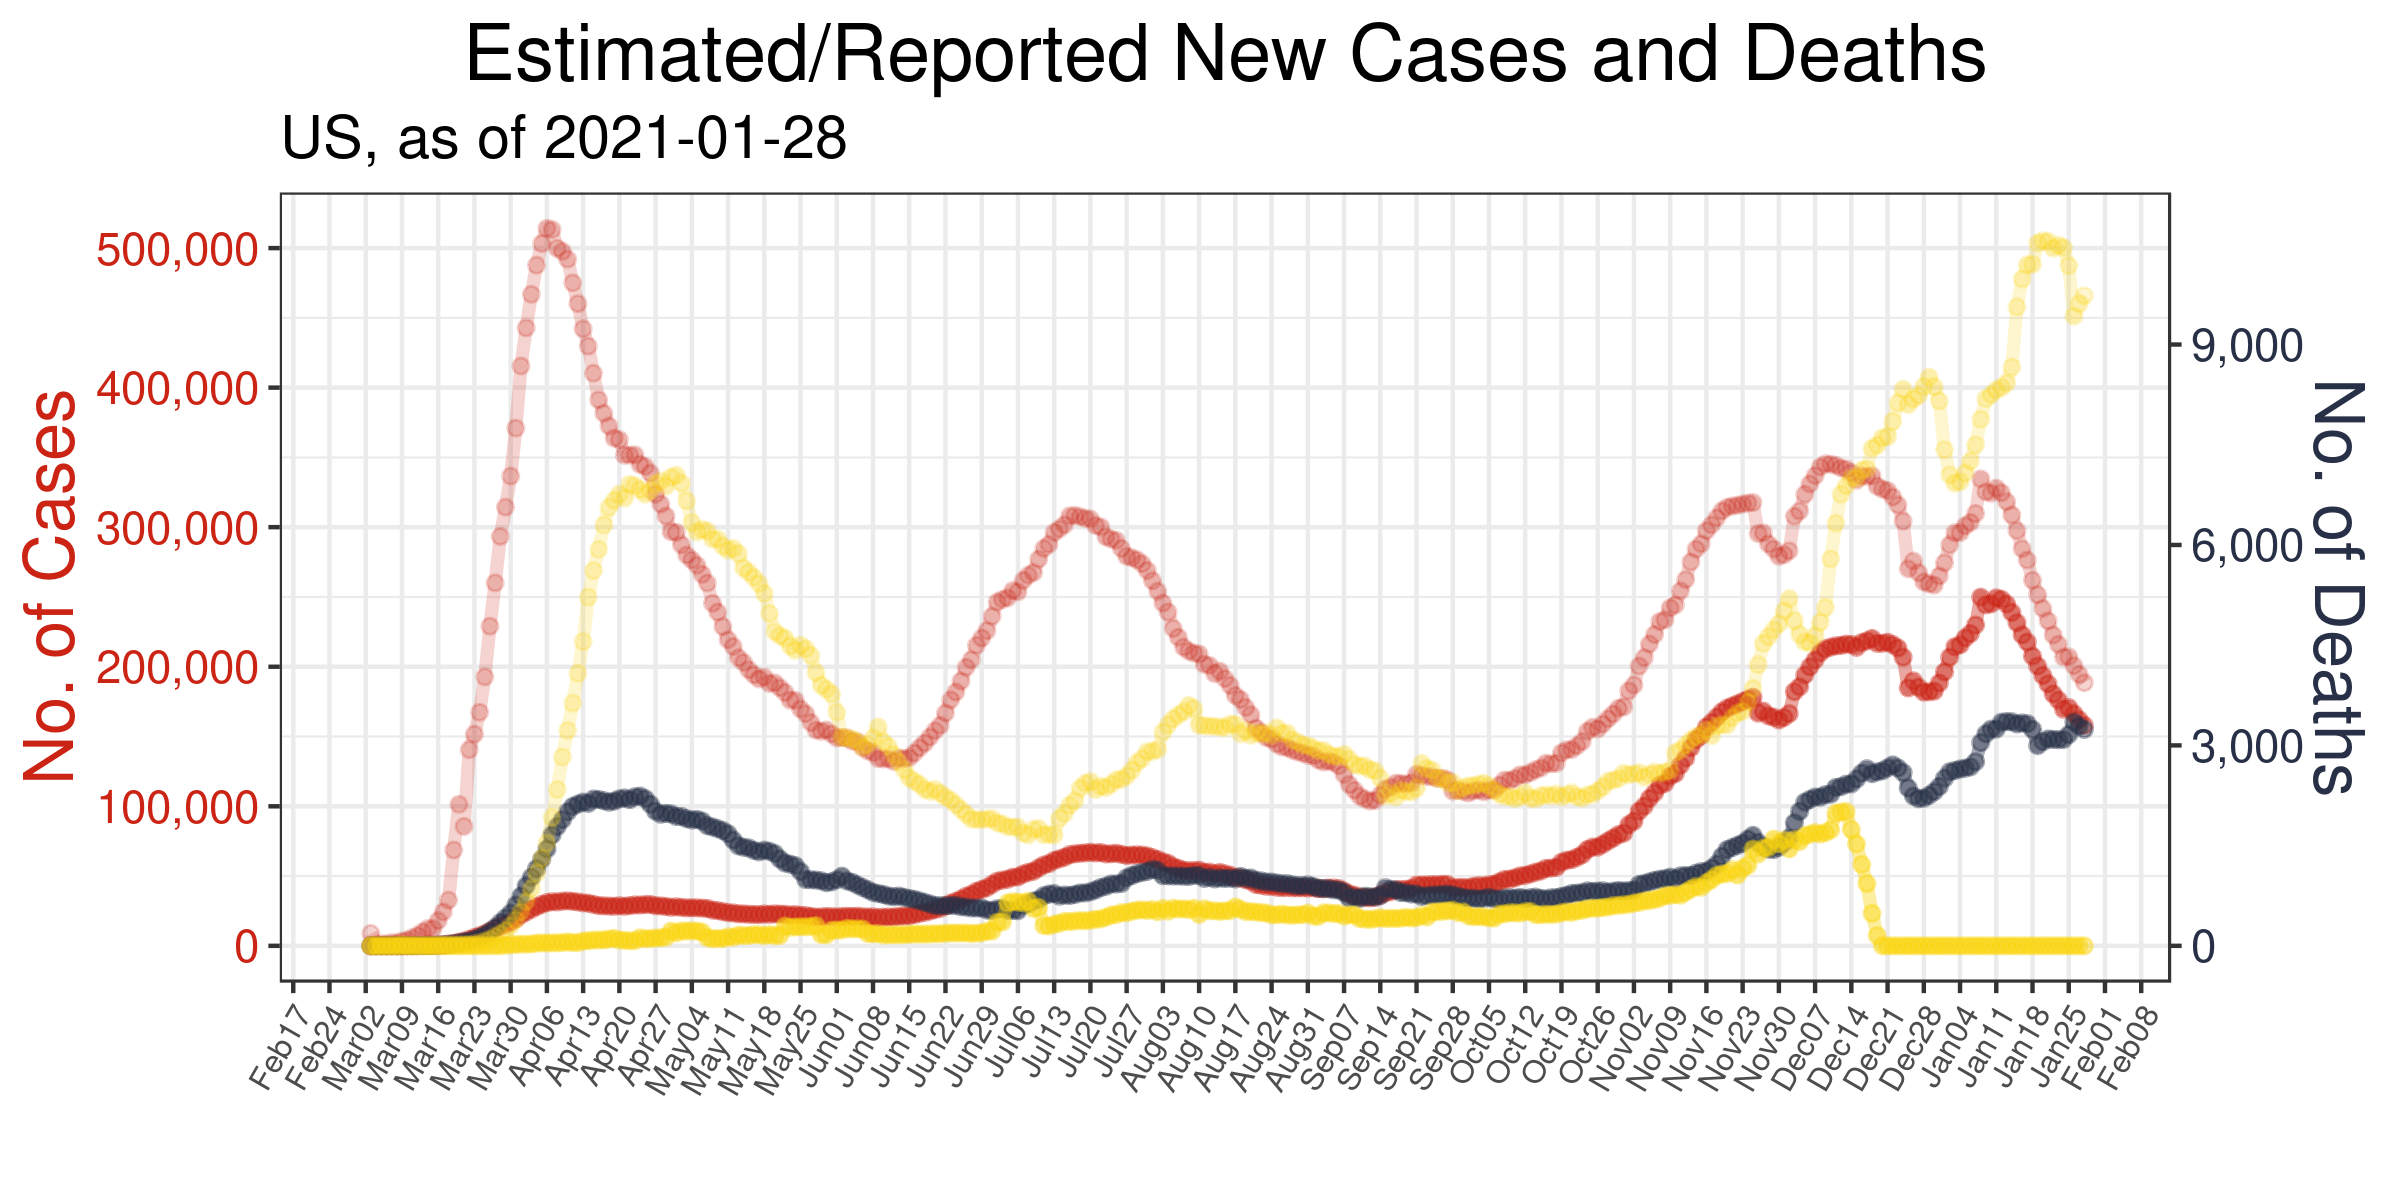 Estimated/Reported New Cases and Deaths
US, as of 2021-01-28
No. of Cases
500,000
400,000
300,000
200,000
100,000
0
9,000
6,000
3,000
0
No. of Deaths
Feb17
Feb24
Mar02
Mar09
Mar16
Mar23
Mar30
Apr06
Apr13
Apr20
Apr27
May04
May11
May18
May25
Jun01
Jun08
Jun15
Jun22
Jun29
Jul06
Jul13
Jul20
Jul27
Aug03
Aug10
Aug17
Aug24
Aug31
Sep07
Sep14
Sep21
Sep28
Oct05
Oct12
Oct19
Oct26
Nov02
Nov09
Nov16
Nov23
Nov30
Dec07
Dec14
Dec21
Dec28
Jan04
Jan11
Jan18
Jan25
Feb01
Feb08